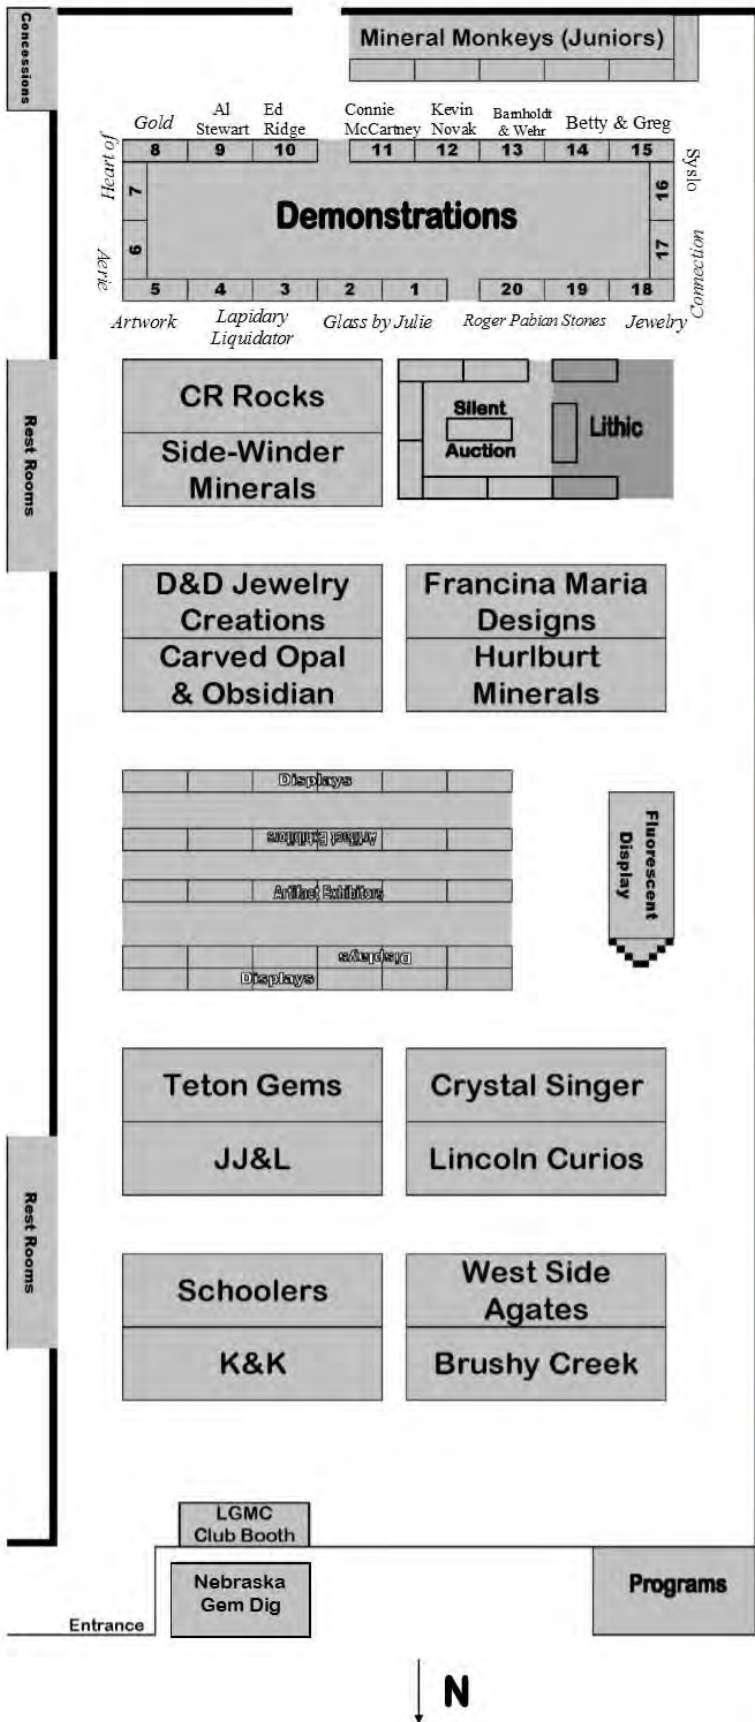 Concessions
Mineral Monkeys (Juniors)
Gold
Al
Stewart
Ed
Ridge
Connie
McCartney
Kevin
Novak
Barnholdt
& Wehr
Betty & Greg
Syslo
Heart of
8
9
10
11
12
13
14
15
7
16
Demonstrations
6
17
Aerie
Connection
5
4
3
2
1
20
19
18
Artwork
Lapidary
Liquidator
Glass by Julie
Roger Pabian Stones
Jewelry
Rest Rooms
CR Rocks
Side-Winder
Minerals
Silent
Auction
Lithic
D&D Jewelry
Creations
Carved Opal
& Obsidian
Francina Maria
Designs
Hurlburt
Minerals
Displays
Artifact Exhibitors
Artifact Exhibitors
Displays
Displays
Fluorescent
Display
Teton Gems
JJ&L
Crystal Singer
Lincoln Curios
Rest Rooms
Schoolers
K&K
West Side
Agates
Brushy Creek
LGMC
Club Booth
Nebraska
Gem Dig
Programs
Entrance
N